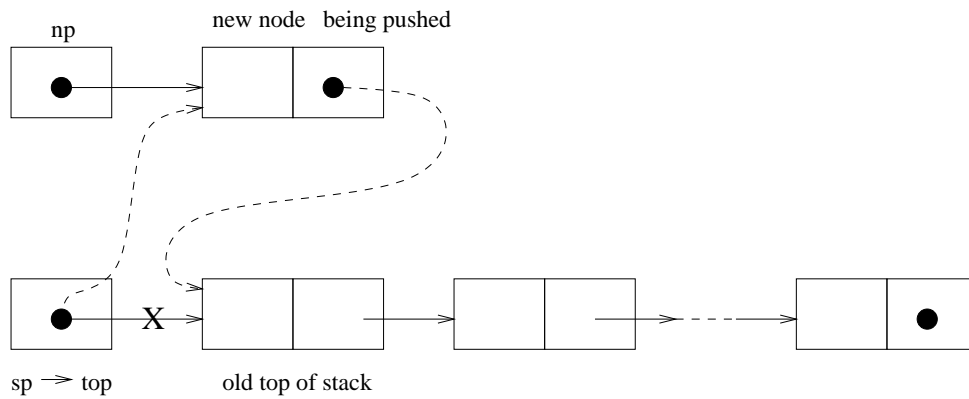 np
new node being pushed
X
sp → top
old top of stack